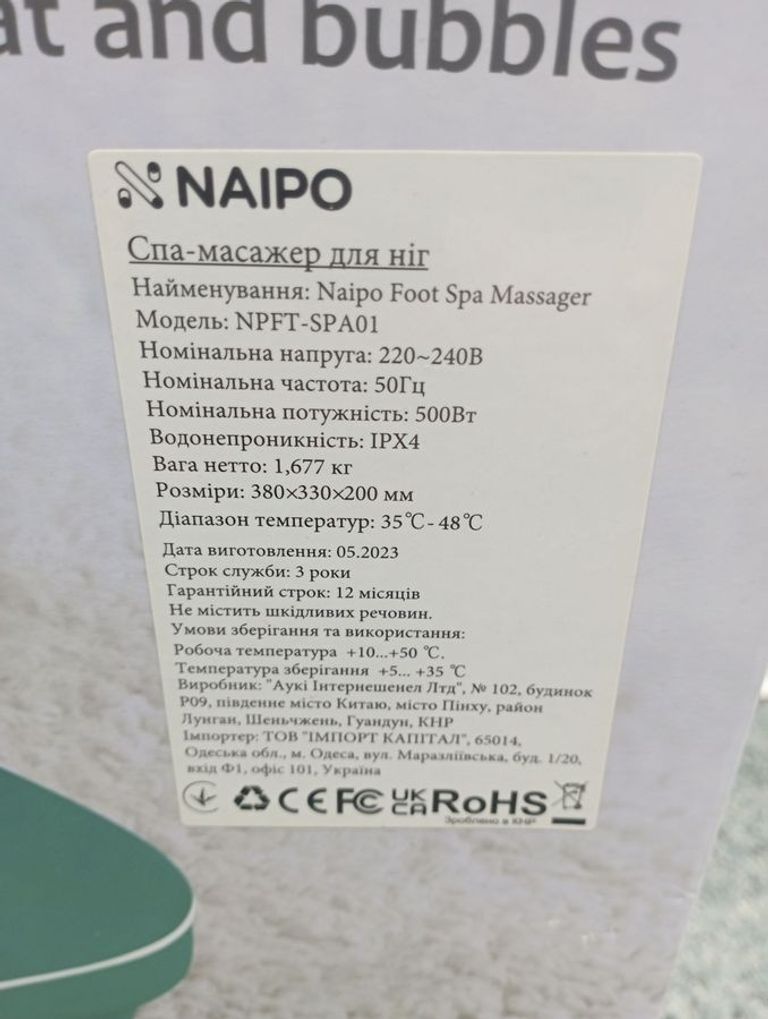 at and bubbles
NAIPO
Спа-масажер для ніг
Найменування: Naipo Foot Spa Massager
Модель: NPFT-SPA01
Номінальна напруга: 220~240В
Номінальна частота: 50Гц
Номінальна потужність: 500Вт
Водонепроникність: IPX4
Вага нетто: 1,677 кг
Розміри: 380×330×200 мм
Діапазон температур: 35℃- 48℃
Дата виготовлення: 05.2023
Строк служби: 3 роки
Гарантійний строк: 12 місяців
Не містить шкідливих речовин.
Умови зберігання та використання:
Робоча температура +10...+50 ℃.
Температура зберігання +5... +35 ℃
Виробник: "Аукі Інтернешенел Лтд", № 102, будинок
Р09, південне місто Китаю, місто Пінху, район
Лунган, Шеньчжень, Гуандун, КНР
Імпортер: ТОВ "ІМПОРТ КАПІТАЛ", 65014,
Одеська обл., м. Одеса, вул. Маразліївська, буд. 1/20,
вхід Ф1, офіс 101, Україна
CE FC UKCA RoHS
Зроблено в КНР